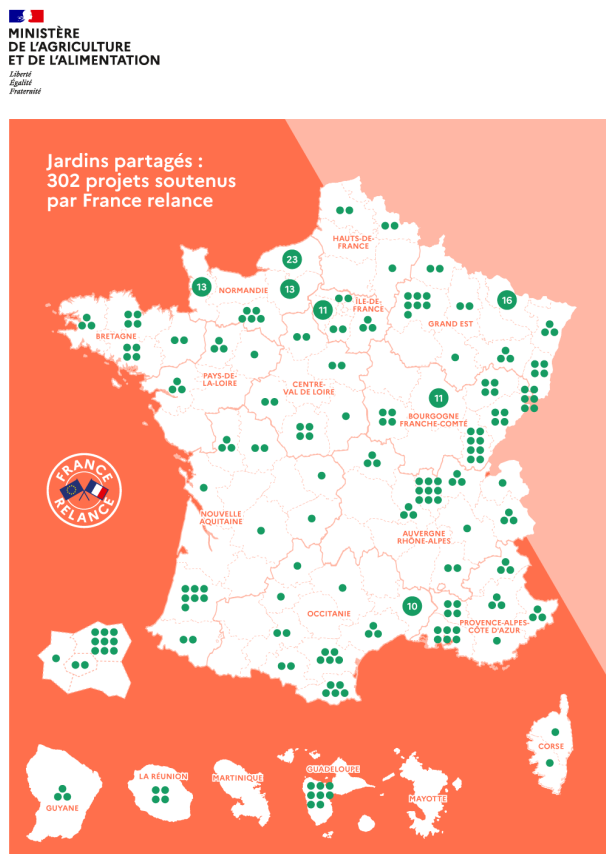 MINISTÈRE
DE L'AGRICULTURE
ET DE L'ALIMENTATION
Liberté
Égalité
Fraternité
Jardins partagés :
302 projets soutenus
par France relance
HAUTS-DE-
FRANCE
23
13
NORMANDIE
13
11
ÎLE-DE-
FRANCE
16
GRAND EST
BRETAGNE
PAYS-DE-
LA-LOIRE
CENTRE-
VAL DE LOIRE
11
BOURGOGNE
FRANCHE-COMTÉ
FRANCE
RELANCE
NOUVELLE
AQUITAINE
AUVERGNE
RHÔNE-ALPES
OCCITANIE
10
PROVENCE-ALPES-
CÔTE D'AZUR
CORSE
GUYANE
LA RÉUNION
MARTINIQUE
GUADELOUPE
MAYOTTE